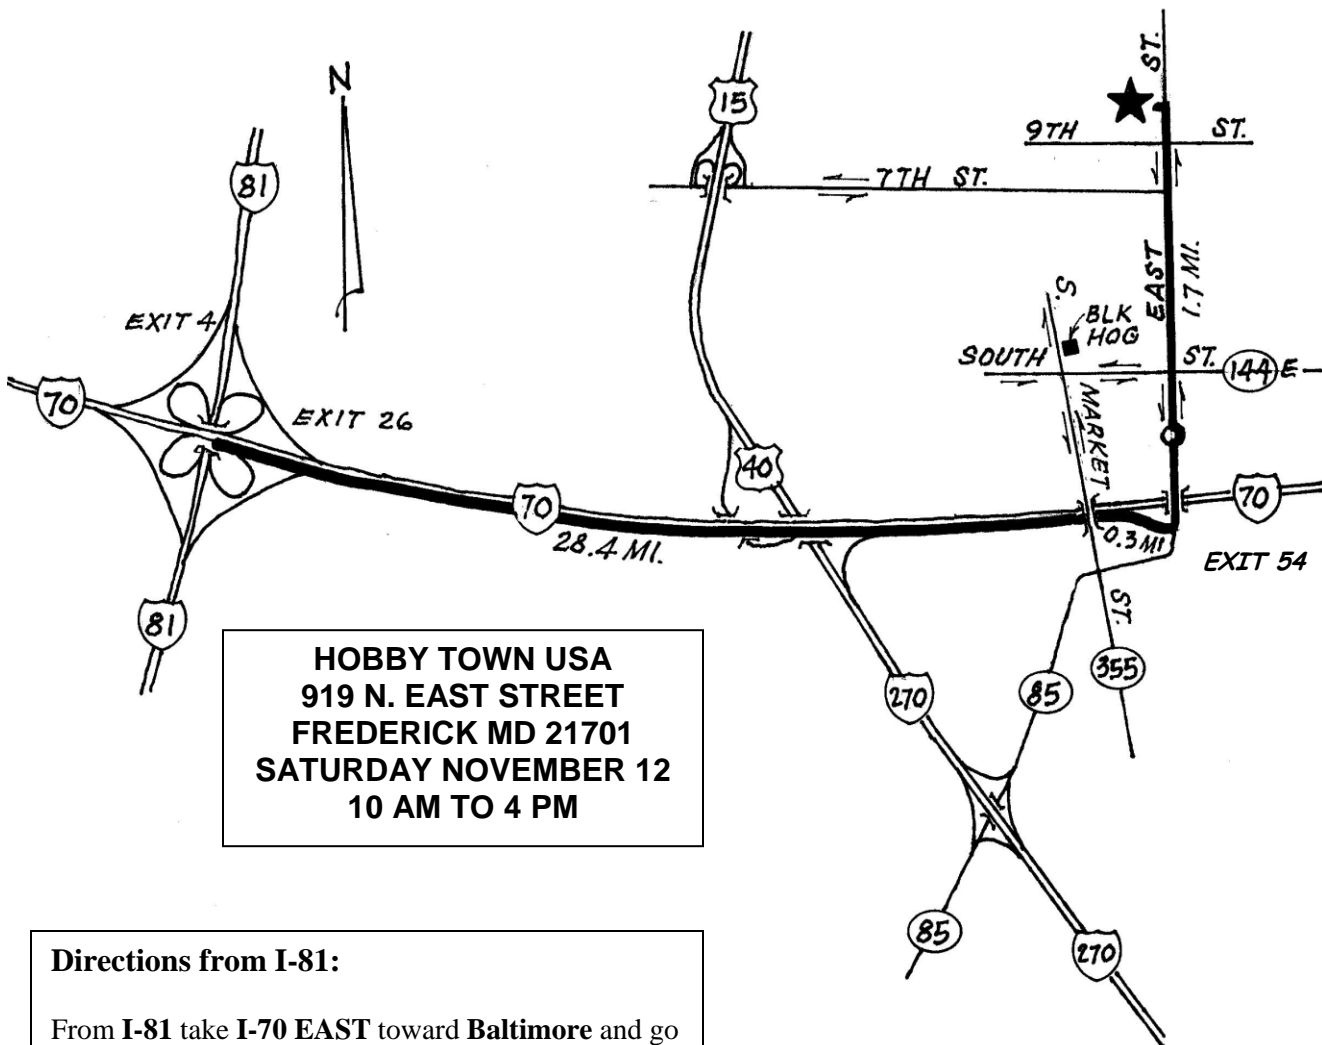 N
15
ST.
9TH ST.
7TH ST.
81
EXIT 4
70
EXIT 26
EAST
1.7 MI.
S.
BLK
HOG
SOUTH ST. 144 E
MARKET
40
70
28.4 MI.
70
0.3 MI
EXIT 54
81
ST.
355
270
85
HOBBY TOWN USA
919 N. EAST STREET
FREDERICK MD 21701
SATURDAY NOVEMBER 12
10 AM TO 4 PM
85
270
Directions from I-81:
From I-81 take I-70 EAST toward Baltimore and go